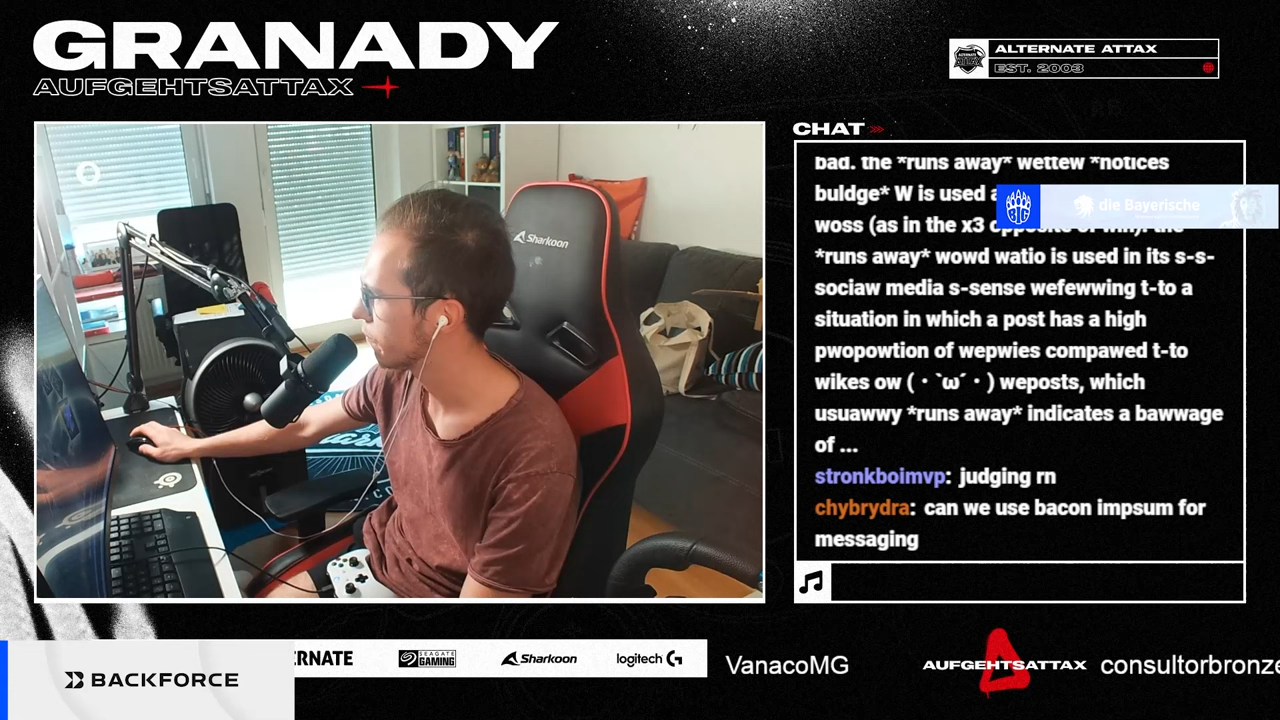 GRANADY
AUFGEHTSATTAX
ALTERNATE ATTAX
EST. 2003
CHAT
bad. the *runs away* wettew *notices
buldge* W is used a
die Bayerische
woss (as in the x3 opposite of win). the
*runs away* wowd watio is used in its s-s-
sociaw media s-sense wefewwing t-to a
situation in which a post has a high
pwopowtion of wepwies compawed t-to
wikes ow (・`ω´・) weposts, which
usuawwy *runs away* indicates a bawwage
of ...
stronkboimvp: judging rn
chybrydra: can we use bacon impsum for
messaging
Sharkoon
BACKFORCE
ERNATE
SEAGATE
GAMING
Sharkoon
logitech G
VanacoMG
AUFGEHTSATTAX
consultorbronze